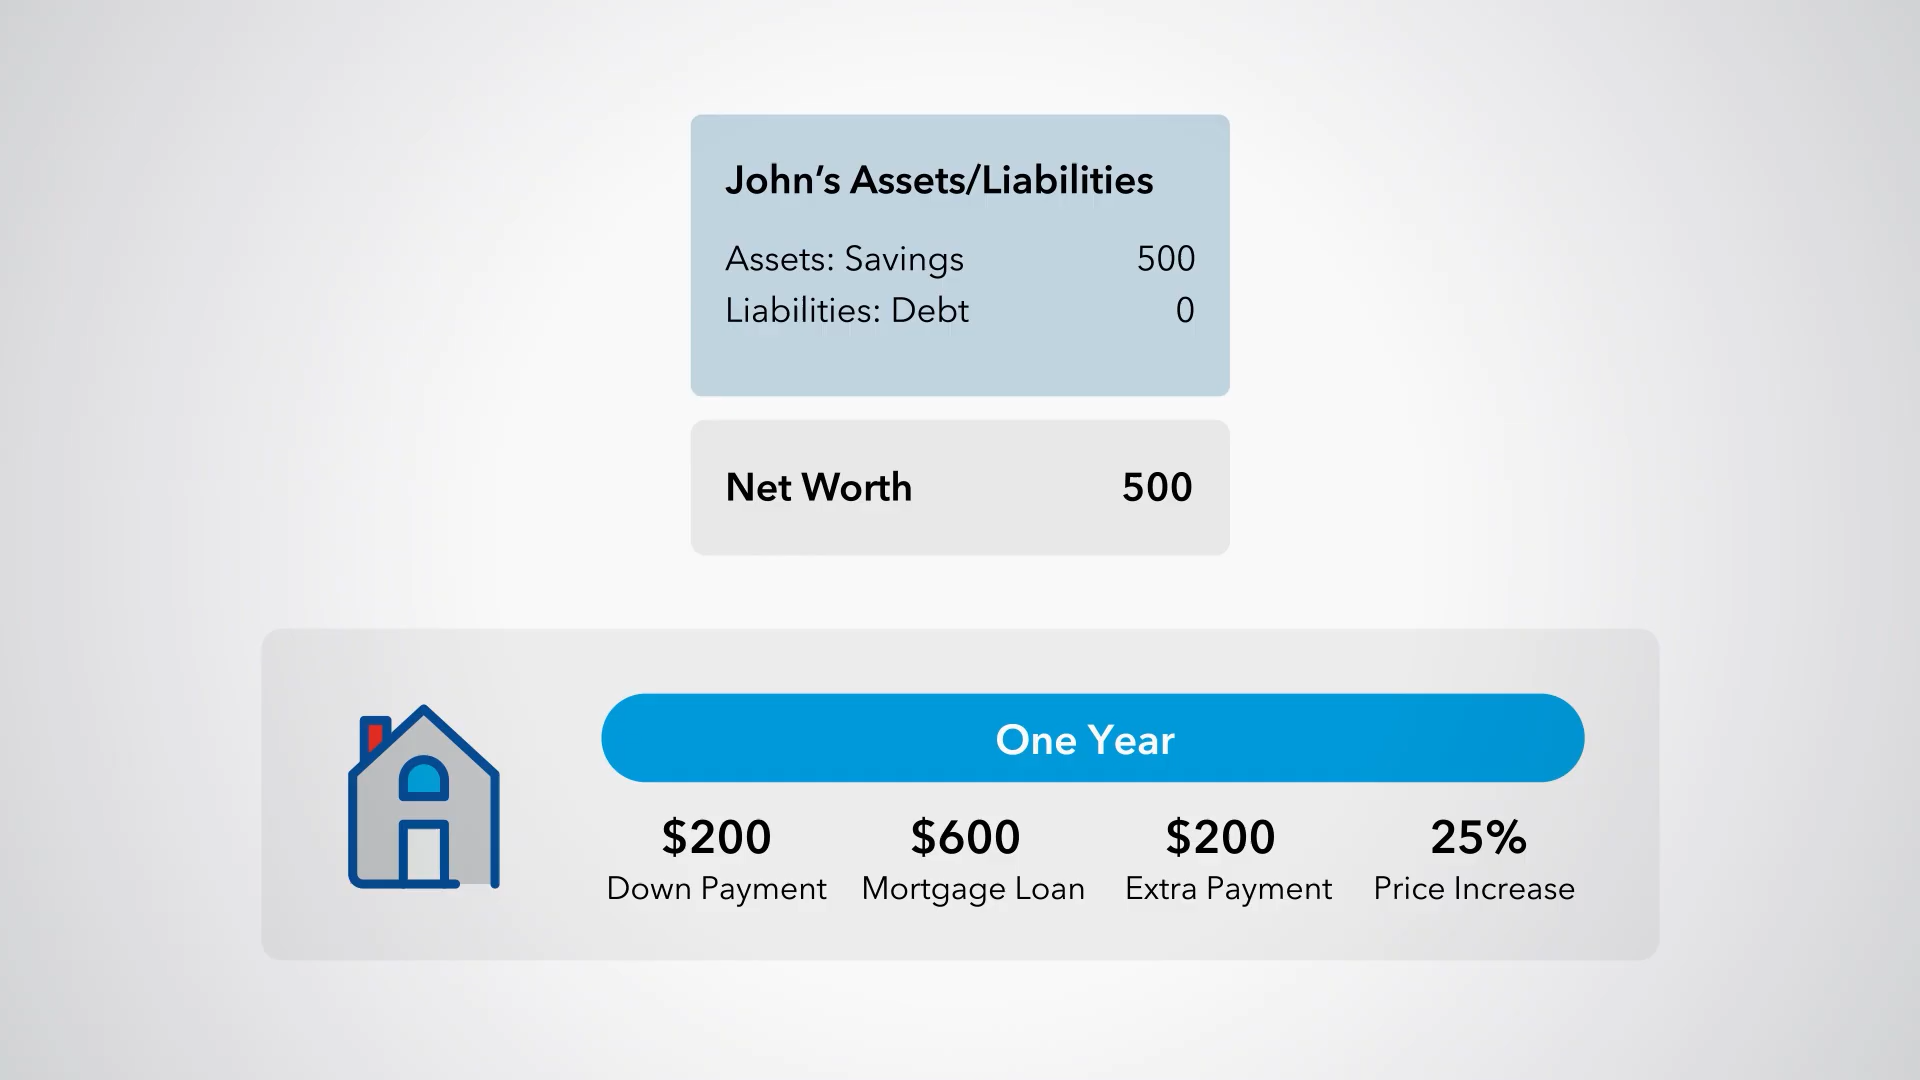 John’s Assets/Liabilities
Assets: Savings 500
Liabilities: Debt 0
Net Worth 500
One Year
$200 $600 $200 25%
Down Payment Mortgage Loan Extra Payment Price Increase